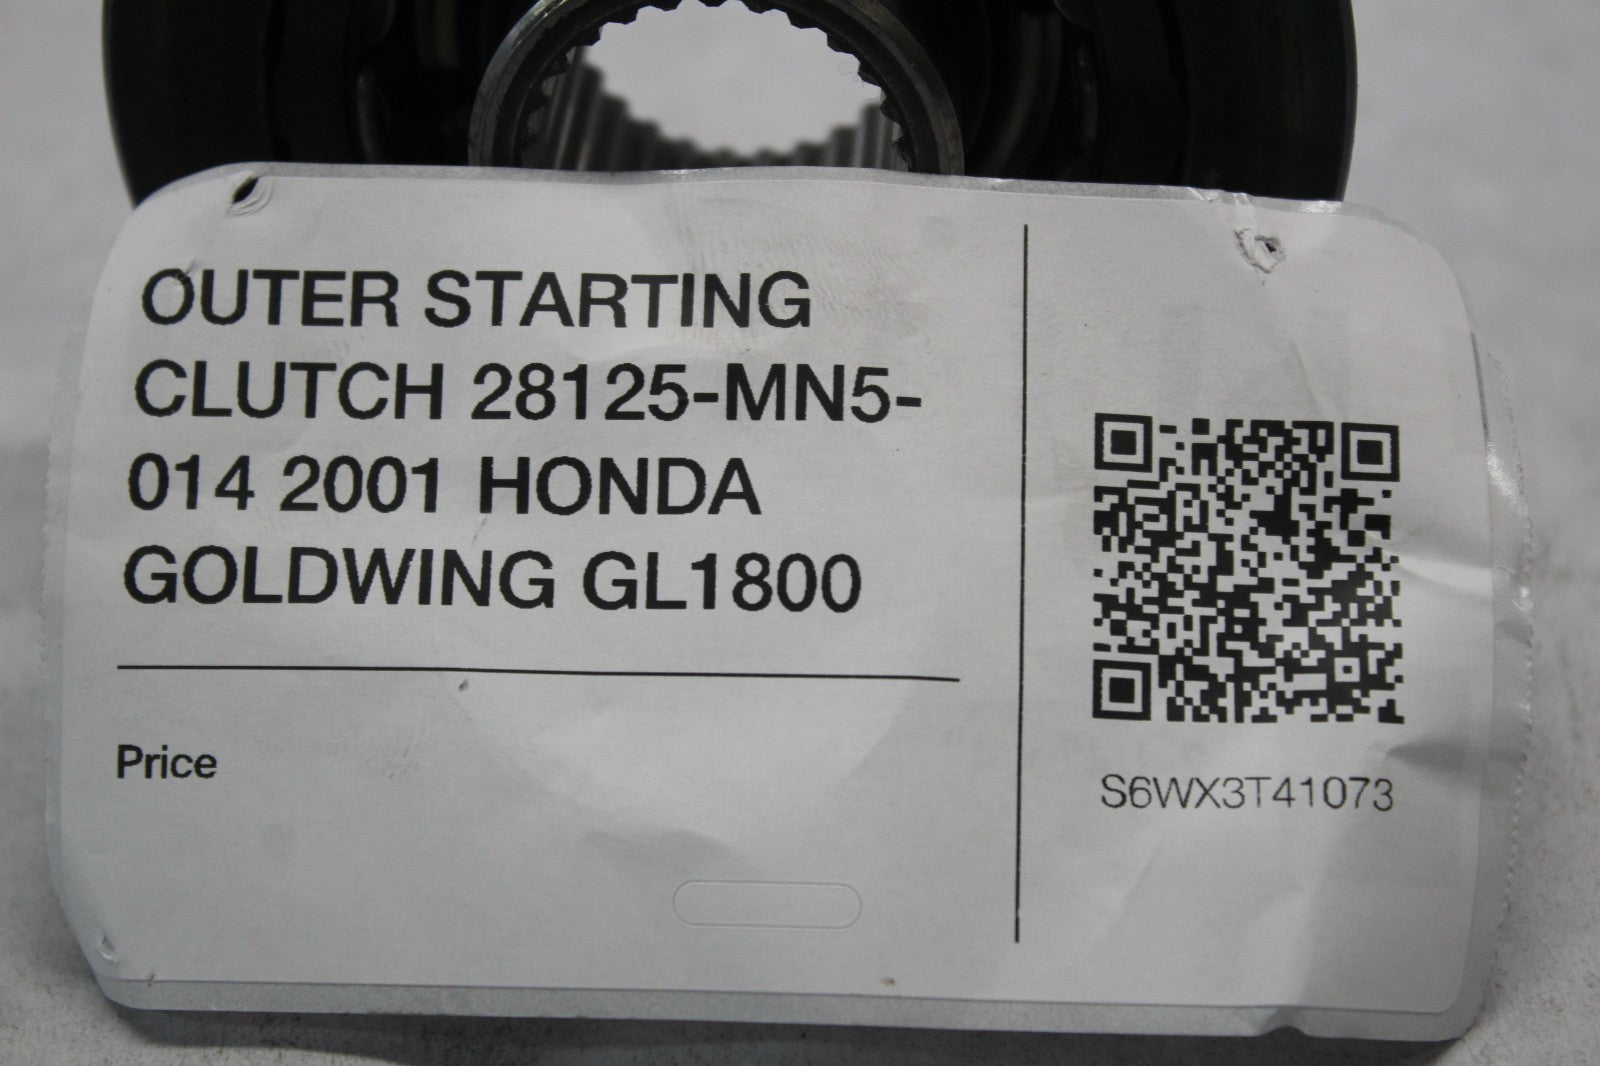 OUTER STARTING
CLUTCH 28125-MN5-
014 2001 HONDA
GOLDWING GL1800
Price
S6WX3T41073